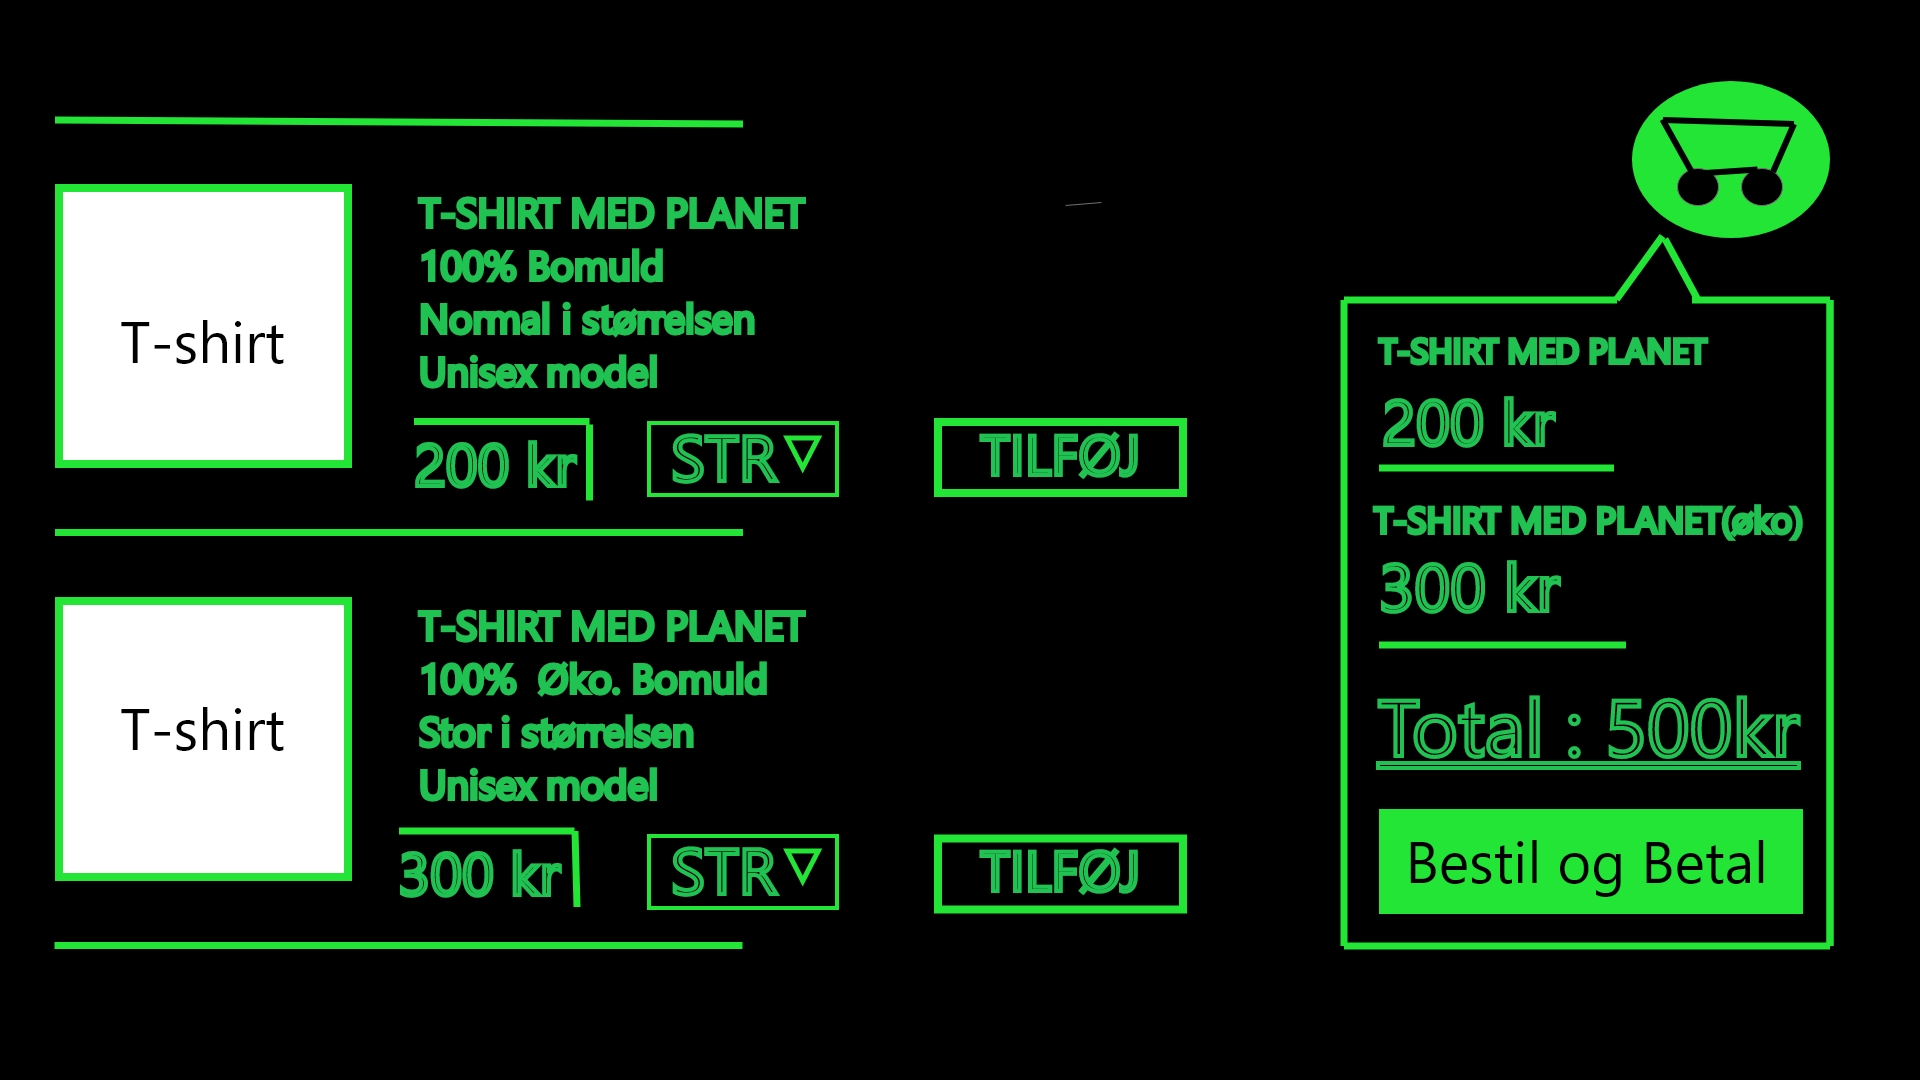 T-shirt
T-SHIRT MED PLANET
100% Bomuld
Normal i størrelsen
Unisex model
200 kr
STR
TILFØJ
T-shirt
T-SHIRT MED PLANET
100% Øko. Bomuld
Stor i størrelsen
Unisex model
300 kr
STR
TILFØJ
T-SHIRT MED PLANET
200 kr
T-SHIRT MED PLANET(øko)
300 kr
Total : 500kr
Bestil og Betal